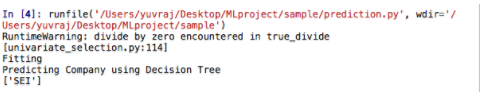 In [4]: runfile('/Users/yuvraj/Desktop/MLproject/sample/prediction.py', wdir='/
Users/yuvraj/Desktop/MLproject/sample')
RuntimeWarning: divide by zero encountered in true_divide
[univariate_selection.py:114]
Fitting
Predicting Company using Decision Tree
['SEI']